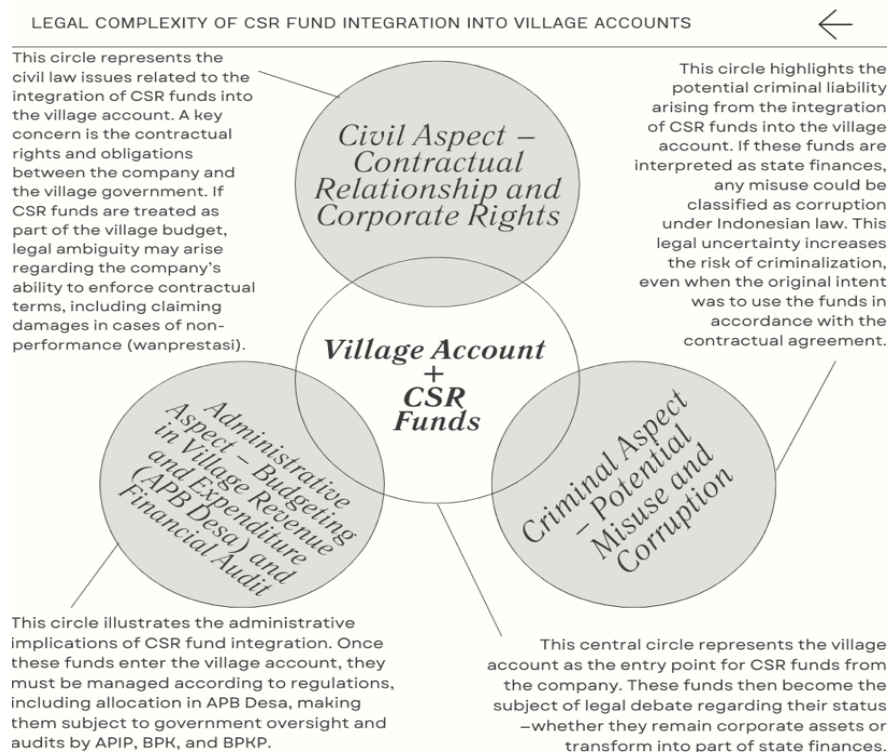 LEGAL COMPLEXITY OF CSR FUND INTEGRATION INTO VILLAGE ACCOUNTS
This circle represents the
civil law issues related to the
integration of CSR funds into
the village account. A key
concern is the contractual
rights and obligations
between the company and
the village government. If
CSR funds are treated as
part of the village budget,
legal ambiguity may arise
regarding the company's
ability to enforce contractual
terms, including claiming
damages in cases of non-
performance (wanprestasi).
Civil Aspect –
Contractual
Relationship and
Corporate Rights
This circle highlights the
potential criminal liability
arising from the integration
of CSR funds into the village
account. If these funds are
interpreted as state finances,
any misuse could be
classified as corruption
under Indonesian law. This
legal uncertainty increases
the risk of criminalization,
even when the original intent
was to use the funds in
accordance with the
contractual agreement.
Village Account
+
CSR
Funds
Administrative
Aspect – Budgeting
in Village Revenue
and Expenditure
(APB Desa) and
Financial Audit
Criminal Aspect
– Potential
Misuse and
Corruption
This circle illustrates the administrative
implications of CSR fund integration. Once
these funds enter the village account, they
must be managed according to regulations,
including allocation in APB Desa, making
them subject to government oversight and
audits by APIP, BPK, and BPKP.
This central circle represents the village
account as the entry point for CSR funds from
the company. These funds then become the
subject of legal debate regarding their status
–whether they remain corporate assets or
transform into part of state finances.